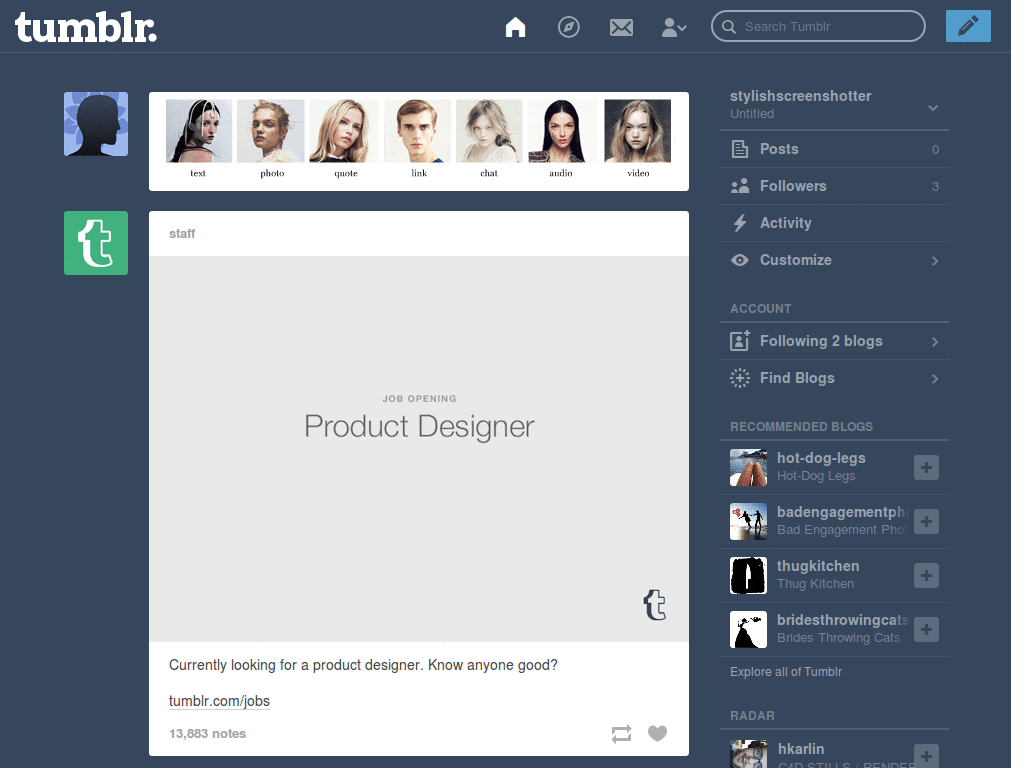 tumblr.
Search Tumblr
text photo quote link chat audio video
staff
JOB OPENING
Product Designer
t
Currently looking for a product designer. Know anyone good?
tumblr.com/jobs
13,883 notes
stylishscreenshotter
Untitled
Posts 0
Followers 3
Activity
Customize
ACCOUNT
Following 2 blogs
Find Blogs
RECOMMENDED BLOGS
hot-dog-legs
Hot-Dog Legs
badengagementph
Bad Engagement Phot
thugkitchen
Thug Kitchen
bridesthrowingcats
Brides Throwing Cats
Explore all of Tumblr
RADAR
hkarlin
C4D STILLS / RENDER